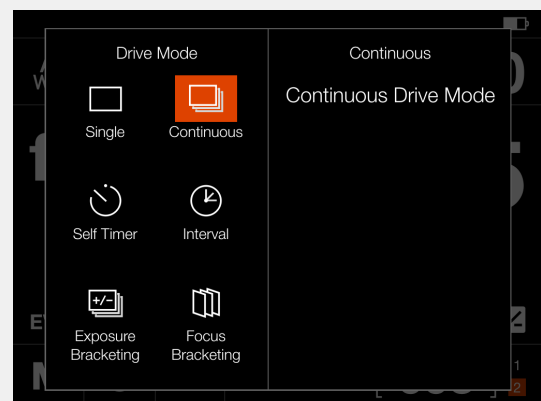 Drive Mode
Continuous
Continuous Drive Mode
Single
Continuous
Self Timer
Interval
+/-
Exposure
Bracketing
Focus
Bracketing
1
2